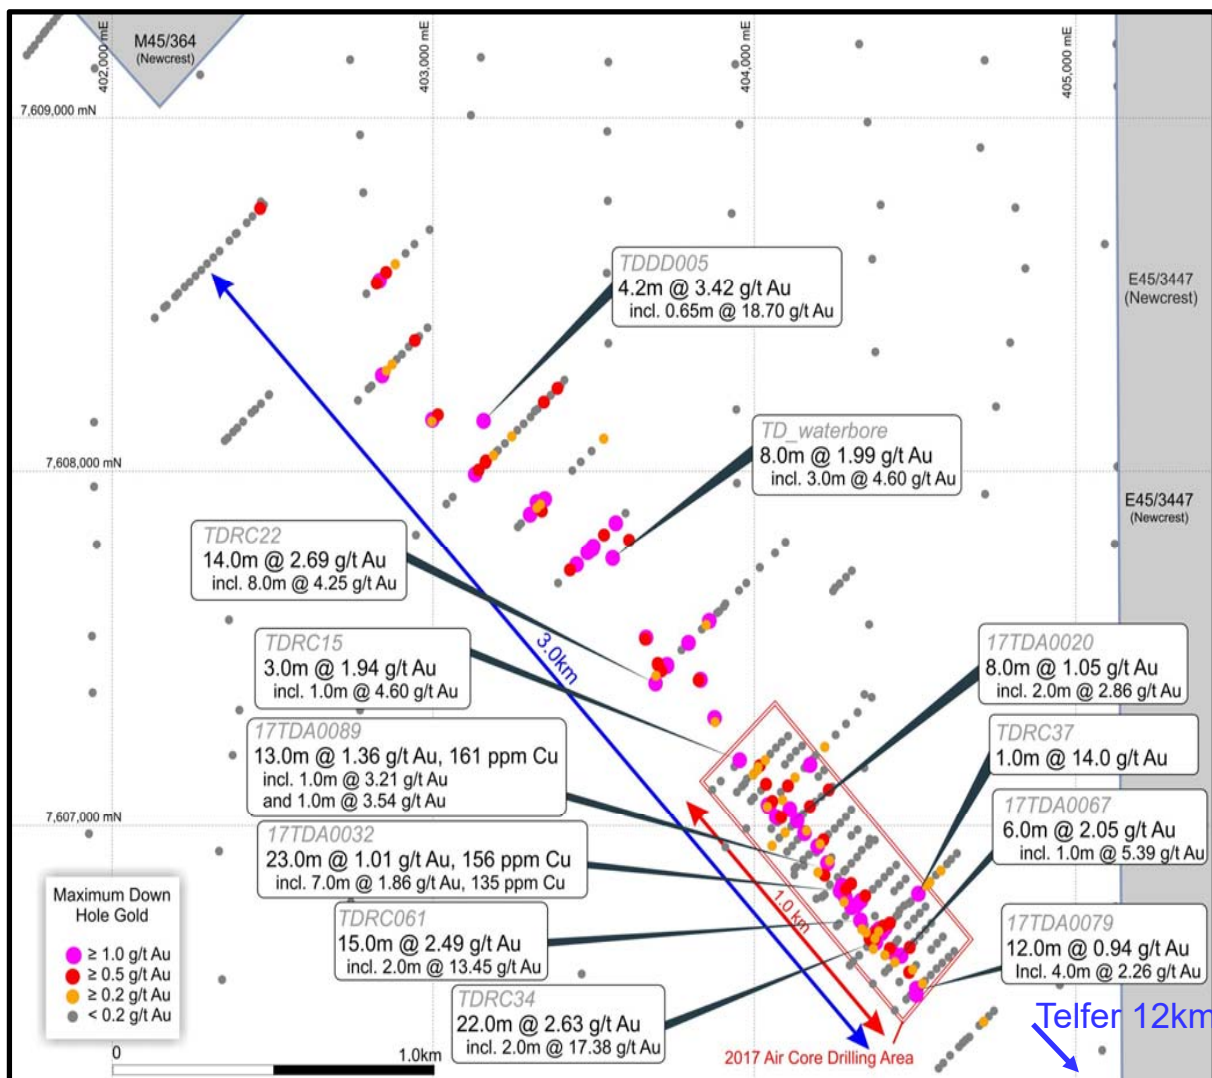 M45/364
(Newcrest)
402,000 mE
403,000 mE
404,000 mE
405,000 mE
7,609,000 mN
E45/3447
(Newcrest)
TDDD005
4.2m @ 3.42 g/t Au
incl. 0.65m @ 18.70 g/t Au
TD_waterbore
8.0m @ 1.99 g/t Au
incl. 3.0m @ 4.60 g/t Au
7,608,000 mN
E45/3447
(Newcrest)
TDRC22
14.0m @ 2.69 g/t Au
incl. 8.0m @ 4.25 g/t Au
3.0km
TDRC15
3.0m @ 1.94 g/t Au
incl. 1.0m @ 4.60 g/t Au
17TDA0020
8.0m @ 1.05 g/t Au
incl. 2.0m @ 2.86 g/t Au
17TDA0089
13.0m @ 1.36 g/t Au, 161 ppm Cu
incl. 1.0m @ 3.21 g/t Au
and 1.0m @ 3.54 g/t Au
TDRC37
1.0m @ 14.0 g/t Au
17TDA0067
6.0m @ 2.05 g/t Au
incl. 1.0m @ 5.39 g/t Au
7,607,000 mN
17TDA0032
23.0m @ 1.01 g/t Au, 156 ppm Cu
incl. 7.0m @ 1.86 g/t Au, 135 ppm Cu
1.0 km
TDRC061
15.0m @ 2.49 g/t Au
incl. 2.0m @ 13.45 g/t Au
17TDA0079
12.0m @ 0.94 g/t Au
Incl. 4.0m @ 2.26 g/t Au
TDRC34
22.0m @ 2.63 g/t Au
incl. 2.0m @ 17.38 g/t Au
Maximum Down
Hole Gold
≥ 1.0 g/t Au
≥ 0.5 g/t Au
≥ 0.2 g/t Au
< 0.2 g/t Au
Telfer 12km
2017 Air Core Drilling Area
0
1.0km